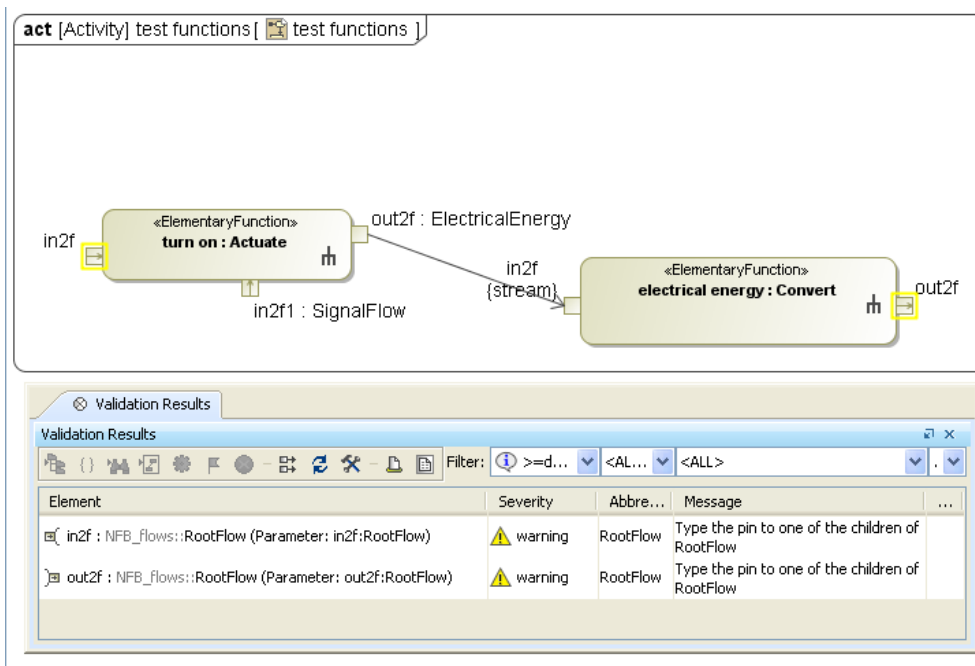 act [Activity] test functions [ test functions ]
«ElementaryFunction»
turn on : Actuate
out2f : ElectricalEnergy
in2f
in2f
{stream}
«ElementaryFunction»
electrical energy : Convert
out2f
in2f1 : SignalFlow
Validation Results
Validation Results
Filter: >=d... <AL... <ALL> .
Element Severity Abbre... Message ...
in2f : NFB_flows::RootFlow (Parameter: in2f:RootFlow) warning RootFlow Type the pin to one of the children of
RootFlow
out2f : NFB_flows::RootFlow (Parameter: out2f:RootFlow) warning RootFlow Type the pin to one of the children of
RootFlow